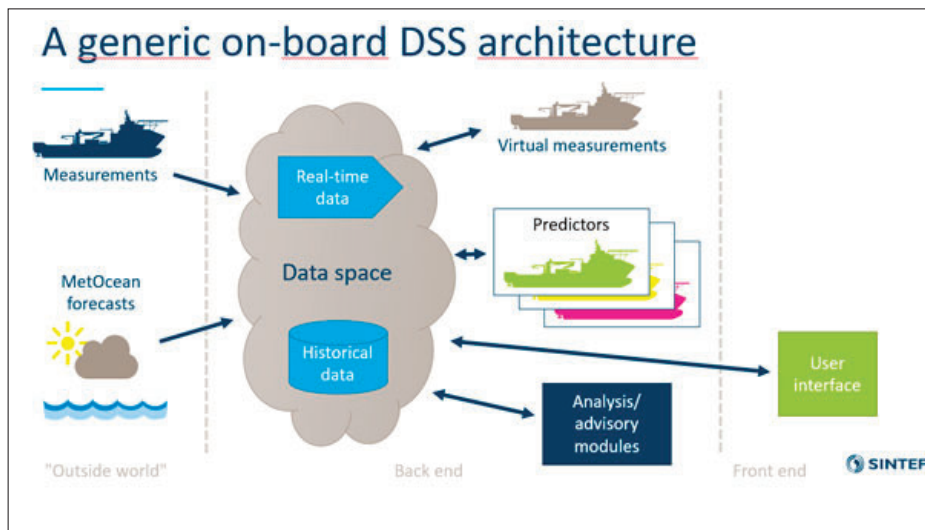 A generic on-board DSS architecture
Measurements
MetOcean
forecasts
"Outside world"
Real-time
data
Data space
Historical
data
Virtual measurements
Predictors
Analysis/
advisory
modules
Back end
User
interface
Front end
SINTEF